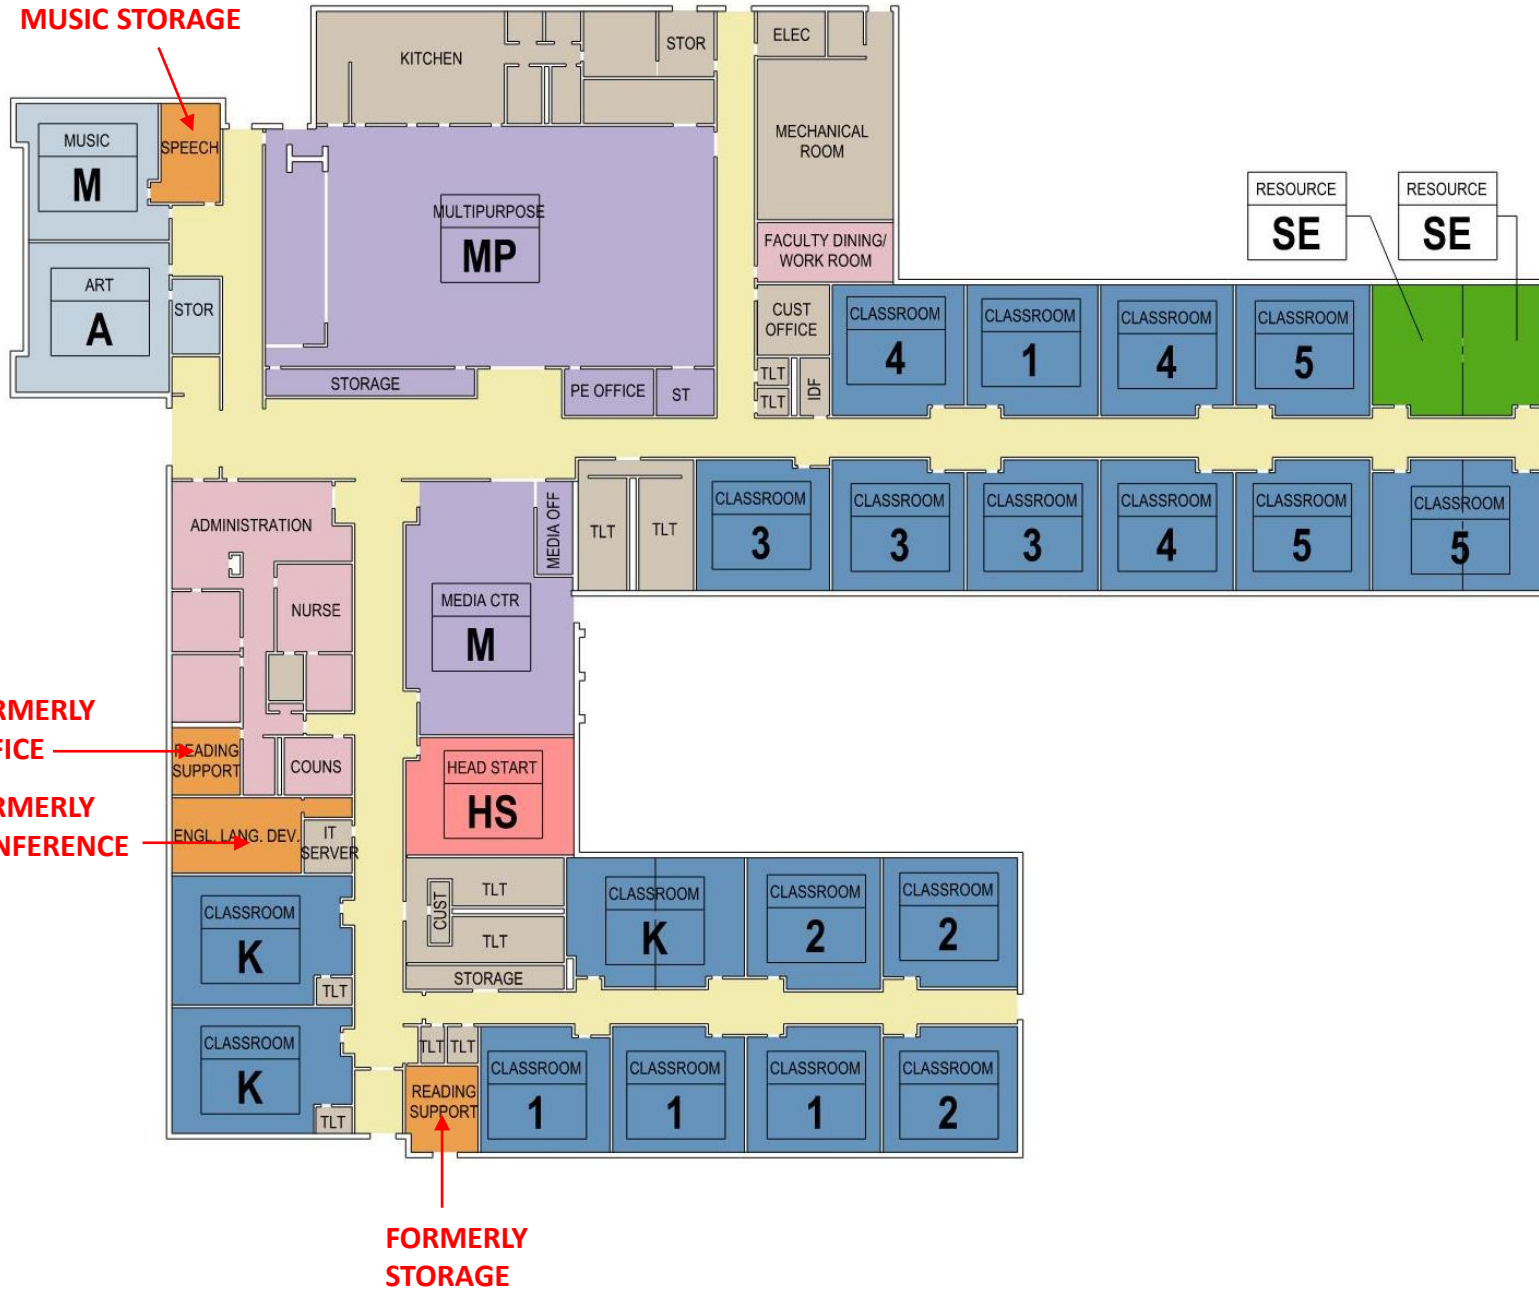 MUSIC STORAGE
KITCHEN
STOR
ELEC
MUSIC
M
SPEECH
MECHANICAL
ROOM
MULTIPURPOSE
MP
RESOURCE
SE
RESOURCE
SE
FACULTY DINING/
WORK ROOM
ART
A
STOR
CUST
OFFICE
CLASSROOM
4
CLASSROOM
1
CLASSROOM
4
CLASSROOM
5
STORAGE
PE OFFICE
ST
TLT
TLT
IDF
ADMINISTRATION
MEDIA OFF
TLT
TLT
CLASSROOM
3
CLASSROOM
3
CLASSROOM
3
CLASSROOM
4
CLASSROOM
5
CLASSROOM
5
NURSE
MEDIA CTR
M
RMERLY
FICE
READING
SUPPORT
COUNS
HEAD START
HS
RMERLY
NFERENCE
ENGL. LANG. DEV.
IT
SERVER
CLASSROOM
K
TLT
CUST
TLT
TLT
STORAGE
CLASSROOM
K
CLASSROOM
2
CLASSROOM
2
CLASSROOM
K
TLT
TLT
TLT
READING
SUPPORT
CLASSROOM
1
CLASSROOM
1
CLASSROOM
1
CLASSROOM
2
FORMERLY
STORAGE